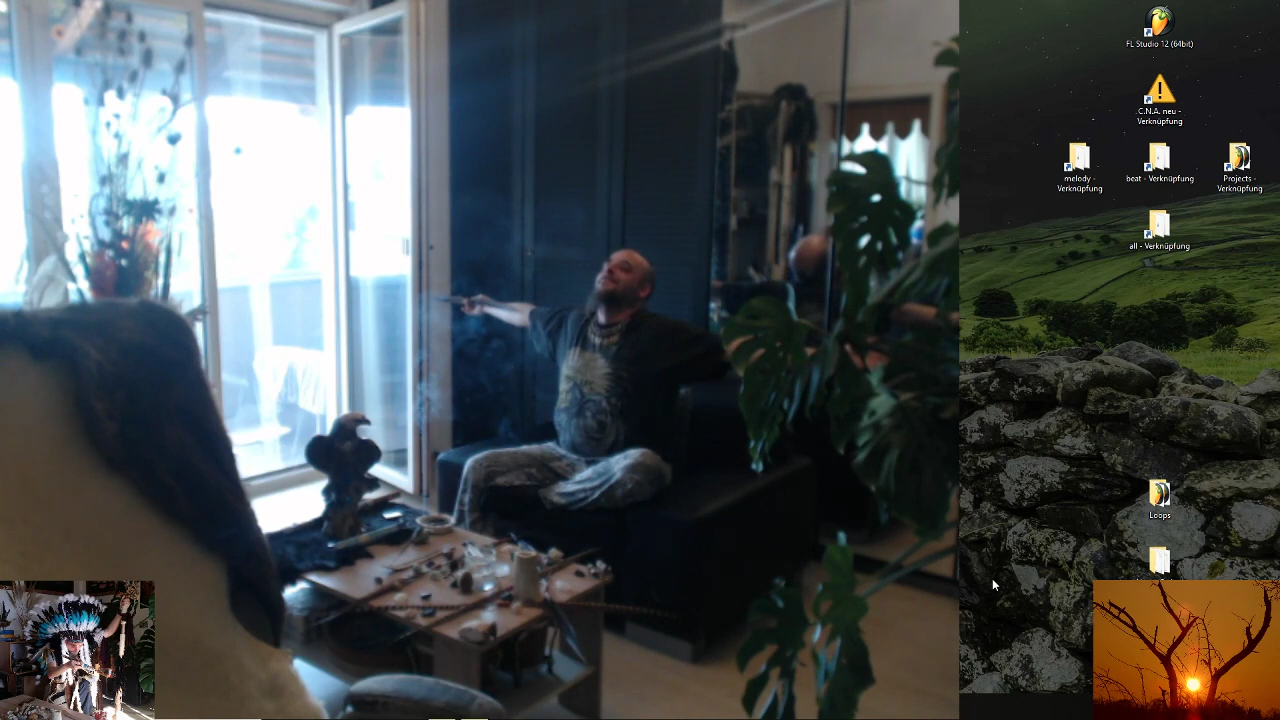 FL Studio 12 (64bit)
C.N.A. neu -
Verknüpfung
melody -
Verknüpfung
beat - Verknüpfung
Projects -
Verknüpfung
all - Verknüpfung
Loops